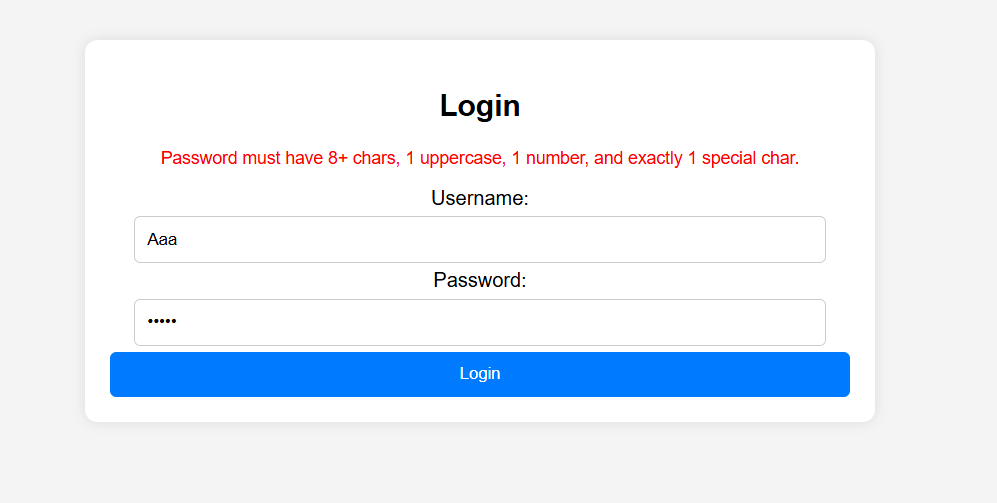 Login
Password must have 8+ chars, 1 uppercase, 1 number, and exactly 1 special char.
Username:
Aaa
Password:
•••••
Login